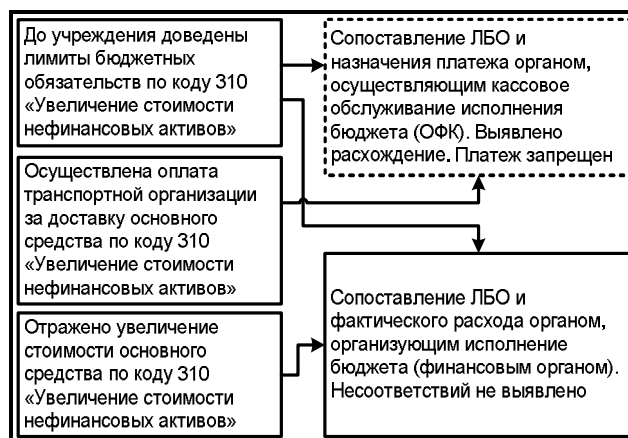 До учреждения доведены
лимиты бюджетных
обязательств по коду 310
«Увеличение стоимости
нефинансовых активов»
Сопоставление ЛБО и
назначения платежа органом,
осуществляющим кассовое
обслуживание исполнения
бюджета (ОФК). Выявлено
расхождение. Платеж запрещен
Осуществлена оплата
транспортной организации
за доставку основного
средства по коду 310
«Увеличение стоимости
нефинансовых активов»
Сопоставление ЛБО и
фактического расхода органом,
организующим исполнение
бюджета (финансовым органом).
Несоответствий не выявлено
Отражено увеличение
стоимости основного
средства по коду 310
«Увеличение стоимости
нефинансовых активов»